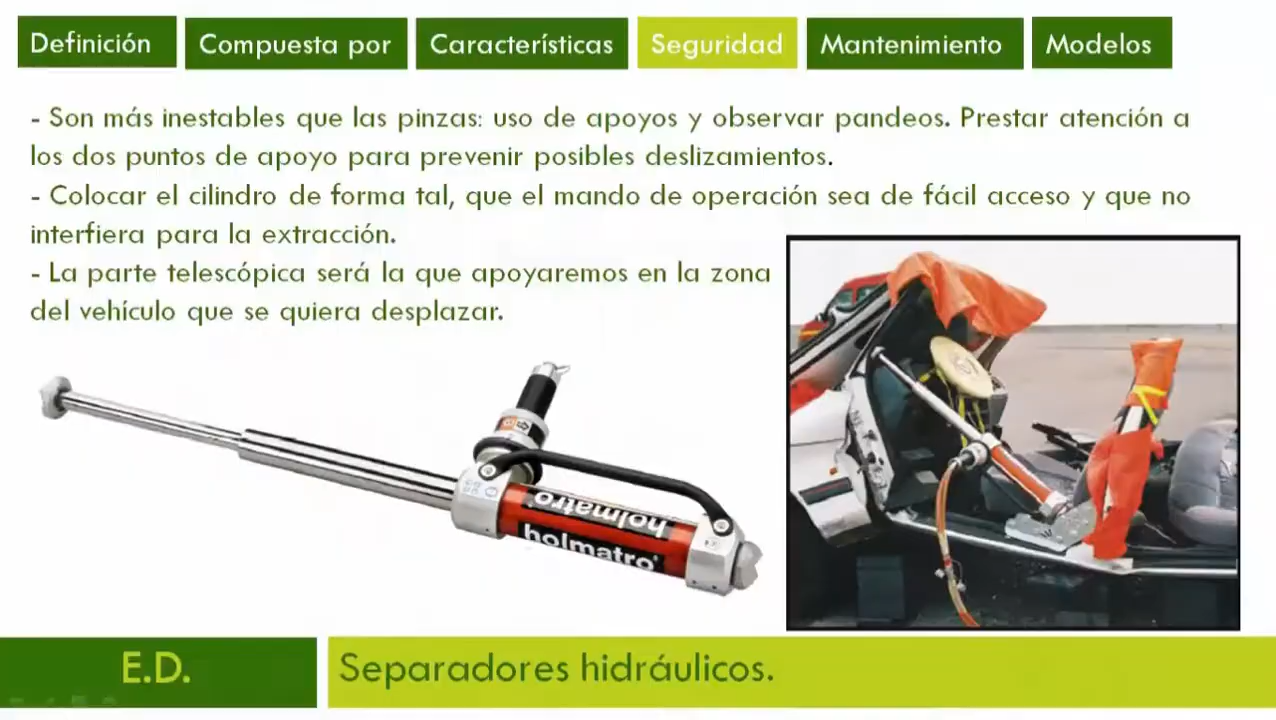 Definición
Compuesta por
Características
Seguridad
Mantenimiento
Modelos
- Son más inestables que las pinzas: uso de apoyos y observar pandeos. Prestar atención a
los dos puntos de apoyo para prevenir posibles deslizamientos.
- Colocar el cilindro de forma tal, que el mando de operación sea de fácil acceso y que no
interfiera para la extracción.
- La parte telescópica será la que apoyaremos en la zona
del vehículo que se quiera desplazar.
holmatro
holmatro
E.D.
Separadores hidráulicos.